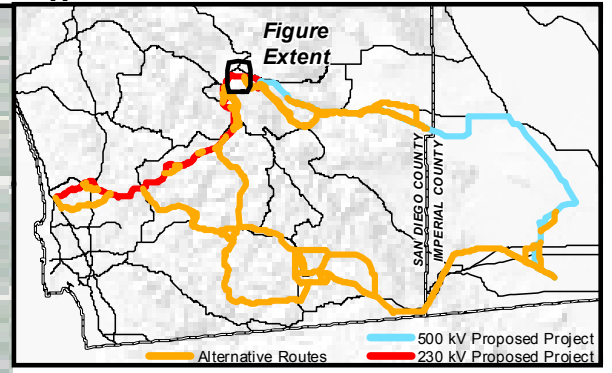 Figure
Extent
SAN DIEGO COUNTY
IMPERIAL COUNTY
500 kV Proposed Project
Alternative Routes
230 kV Proposed Project